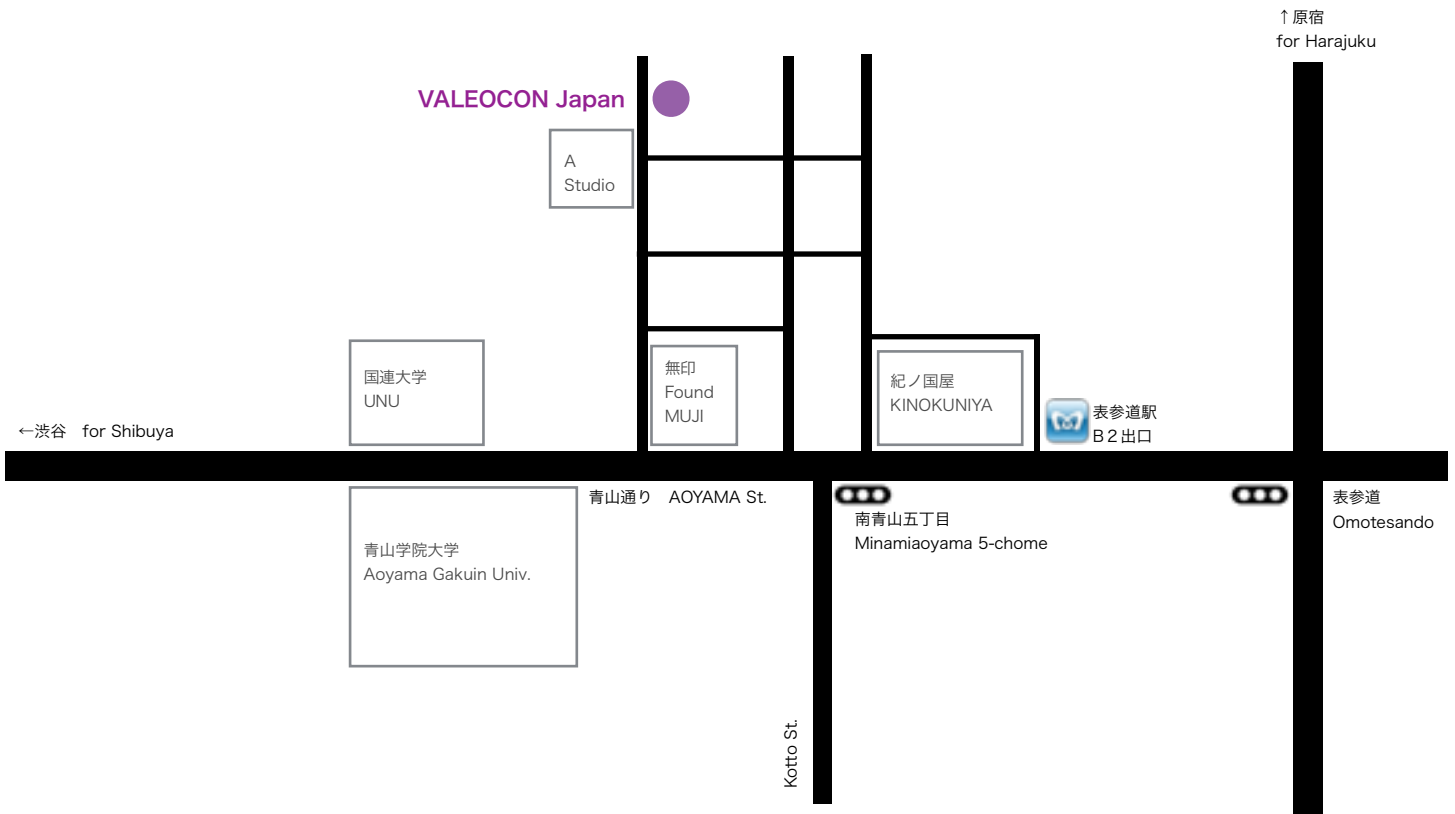 ↑原宿
for Harajuku
VALEOCON Japan
A
Studio
国連大学
UNU
無印
Found
MUJI
紀ノ国屋
KINOKUNIYA
表参道駅
B２出口
←渋谷　for Shibuya
青山通り　AOYAMA St.
南青山五丁目
Minamiaoyama 5-chome
表参道
Omotesando
青山学院大学
Aoyama Gakuin Univ.
Kotto St.